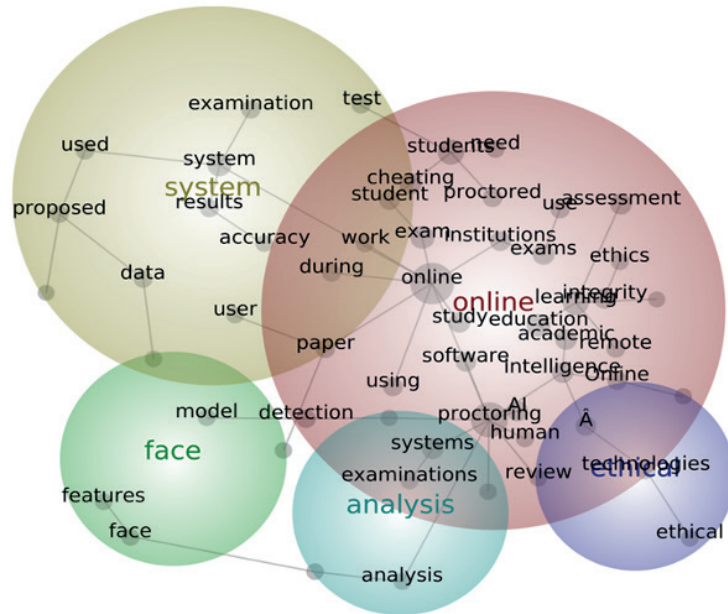 examination
test
used
students
need
system
cheating
system
student
proctored
use
assessment
proposed
results
accuracy
work
exam
institutions
exams
ethics
during
data
online
learning
integrity
online
user
study
education
academic
remote
paper
software
intelligence
Online
using
AI
model
detection
proctoring
Â
human
face
systems
technologies
ethical
examinations
review
features
analysis
face
ethical
analysis